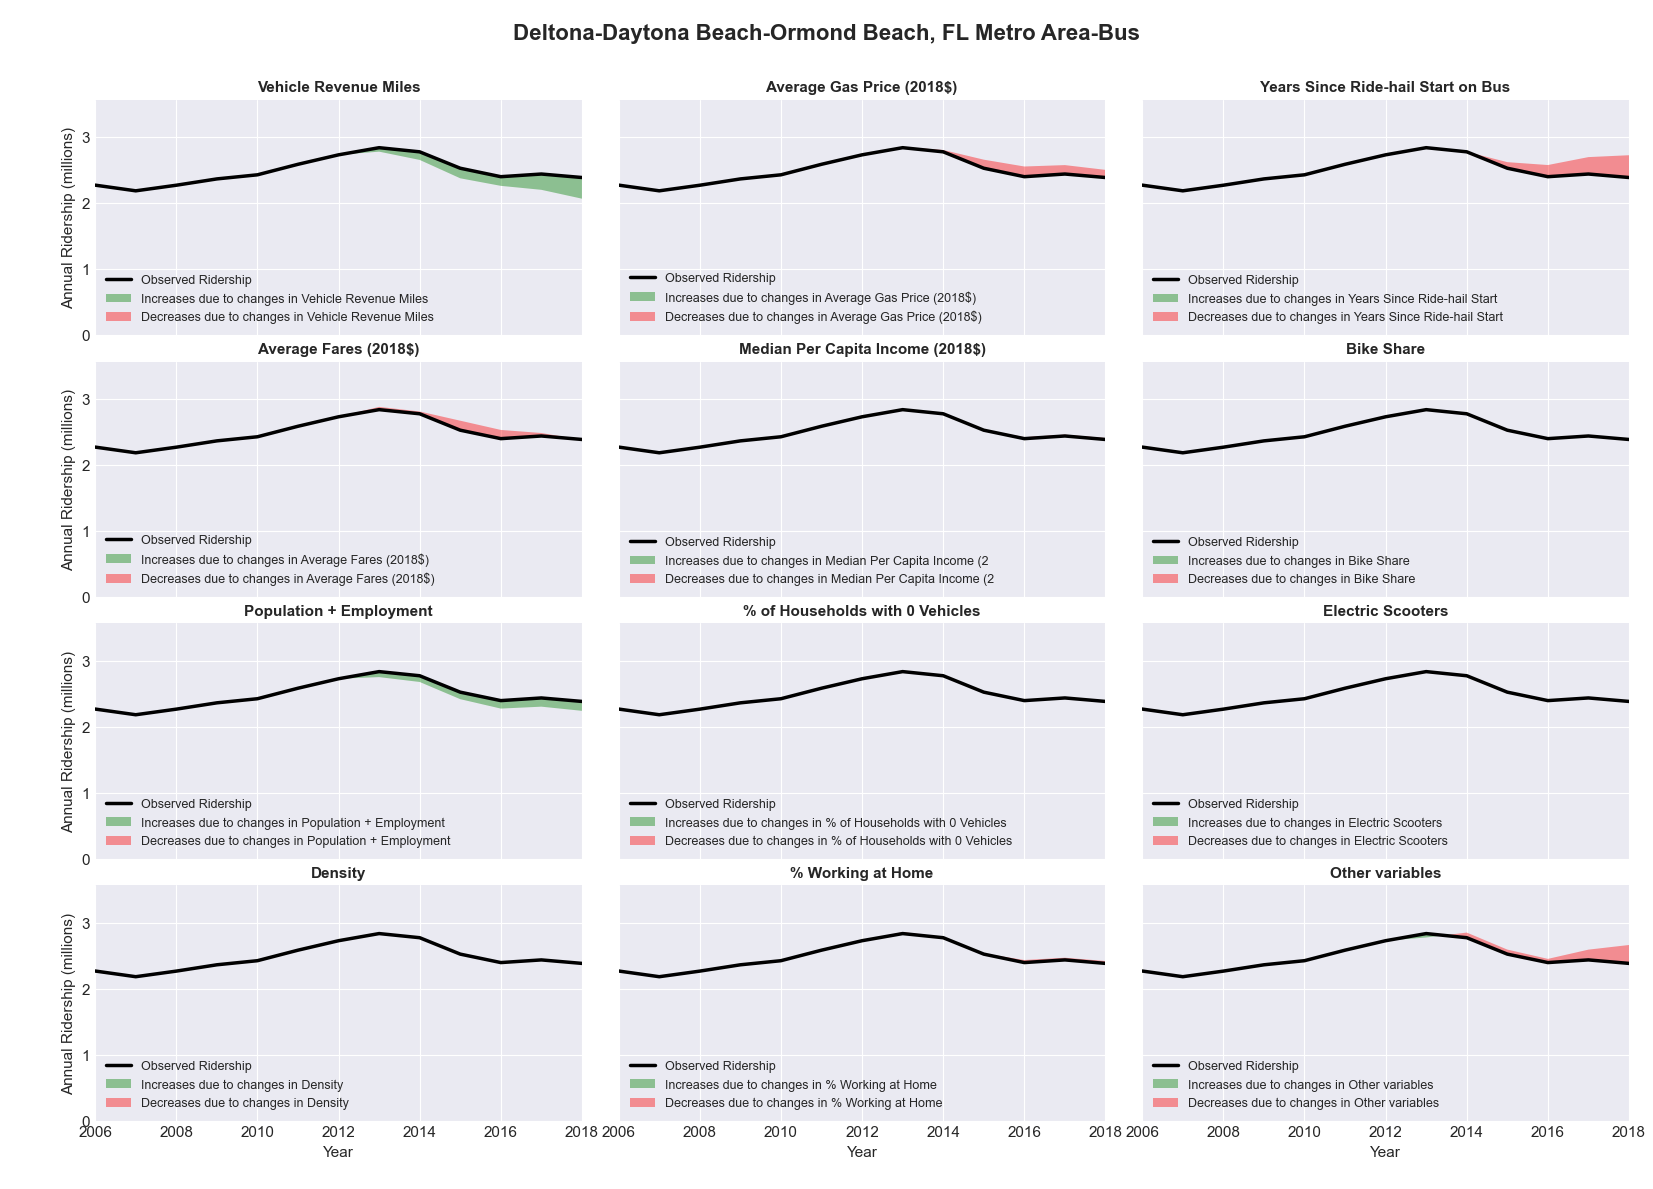 Deltona-Daytona Beach-Ormond Beach, FL Metro Area-Bus
Vehicle Revenue Miles
Annual Ridership (millions)
3
2
1
0
Observed Ridership
Increases due to changes in Vehicle Revenue Miles
Decreases due to changes in Vehicle Revenue Miles
Average Gas Price (2018$)
Observed Ridership
Increases due to changes in Average Gas Price (2018$)
Decreases due to changes in Average Gas Price (2018$)
Years Since Ride-hail Start on Bus
Observed Ridership
Increases due to changes in Years Since Ride-hail Start
Decreases due to changes in Years Since Ride-hail Start
Average Fares (2018$)
Annual Ridership (millions)
3
2
1
0
Observed Ridership
Increases due to changes in Average Fares (2018$)
Decreases due to changes in Average Fares (2018$)
Median Per Capita Income (2018$)
Observed Ridership
Increases due to changes in Median Per Capita Income (2
Decreases due to changes in Median Per Capita Income (2
Bike Share
Observed Ridership
Increases due to changes in Bike Share
Decreases due to changes in Bike Share
Population + Employment
Annual Ridership (millions)
3
2
1
0
Observed Ridership
Increases due to changes in Population + Employment
Decreases due to changes in Population + Employment
% of Households with 0 Vehicles
Observed Ridership
Increases due to changes in % of Households with 0 Vehicles
Decreases due to changes in % of Households with 0 Vehicles
Electric Scooters
Observed Ridership
Increases due to changes in Electric Scooters
Decreases due to changes in Electric Scooters
Density
Annual Ridership (millions)
3
2
1
0
Observed Ridership
Increases due to changes in Density
Decreases due to changes in Density
2006 2008 2010 2012 2014 2016 2018
Year
% Working at Home
Observed Ridership
Increases due to changes in % Working at Home
Decreases due to changes in % Working at Home
2006 2008 2010 2012 2014 2016 2018
Year
Other variables
Observed Ridership
Increases due to changes in Other variables
Decreases due to changes in Other variables
2006 2008 2010 2012 2014 2016 2018
Year